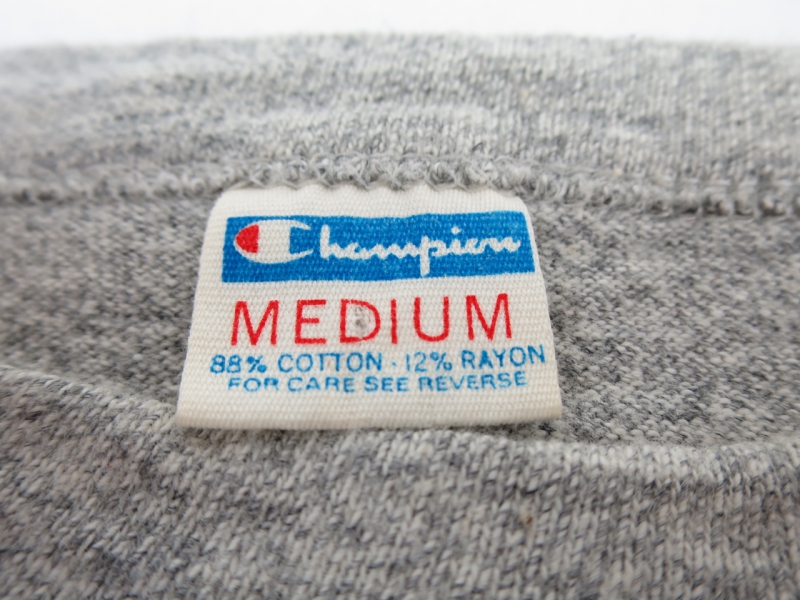 Champion
MEDIUM
88% COTTON · 12% RAYON
FOR CARE SEE REVERSE